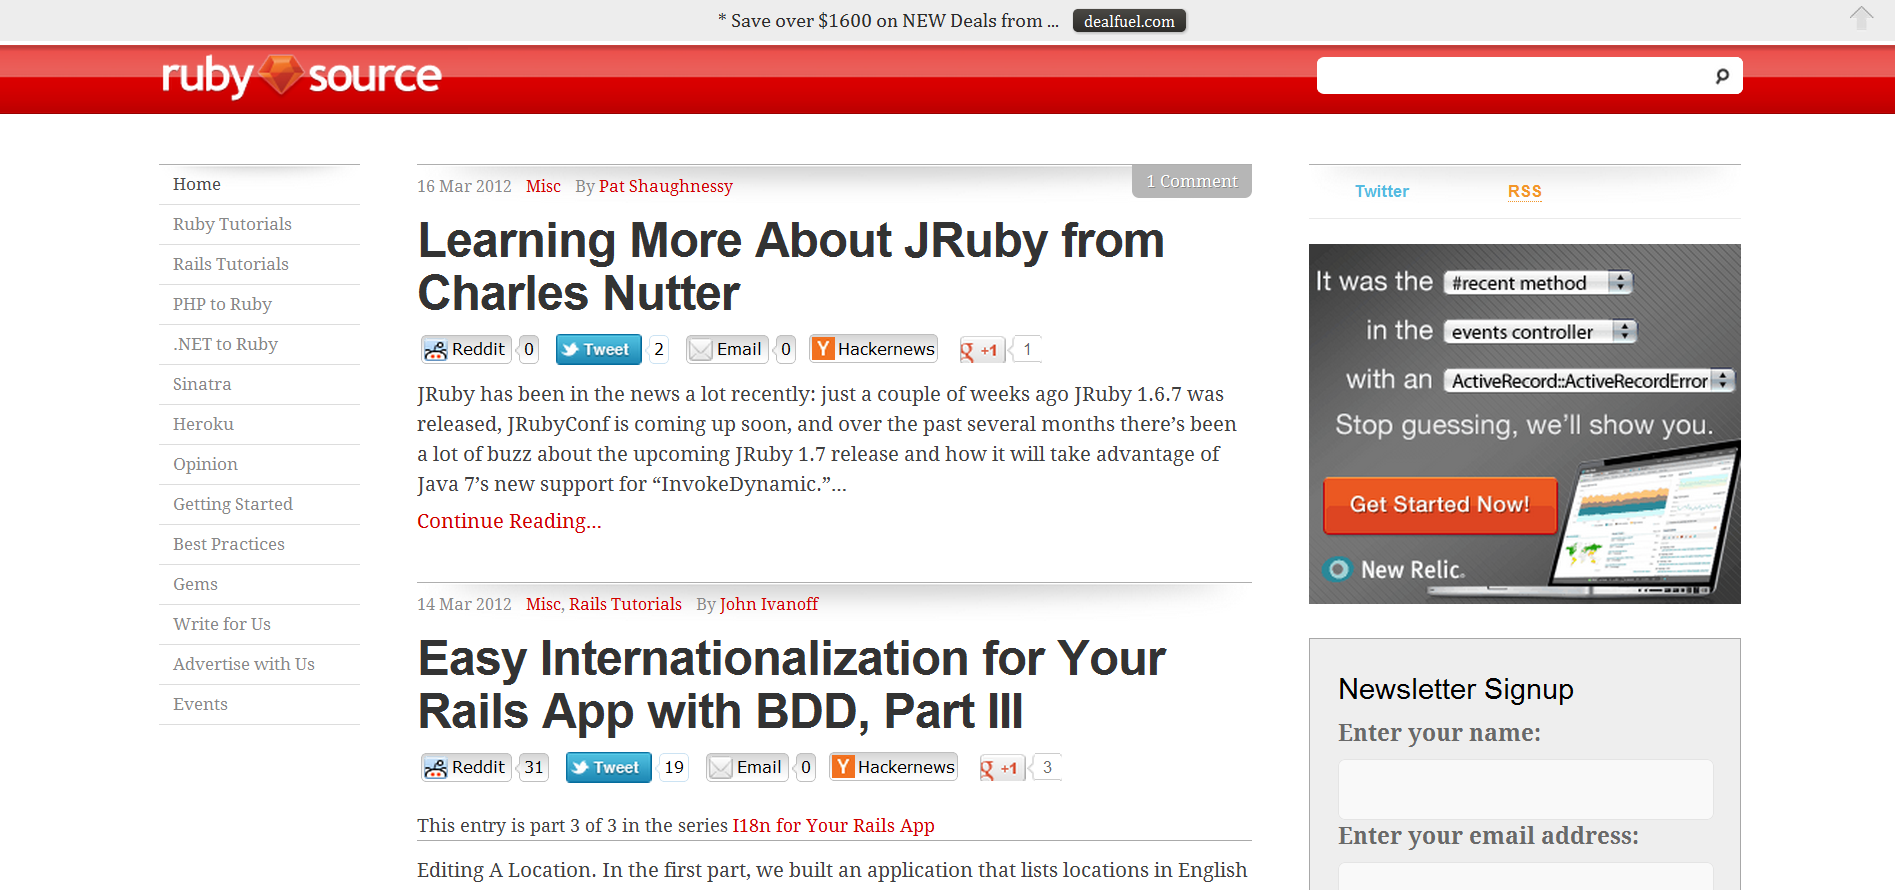 * Save over $1600 on NEW Deals from ... dealfuel.com
ruby source
Home
Ruby Tutorials
Rails Tutorials
PHP to Ruby
.NET to Ruby
Sinatra
Heroku
Opinion
Getting Started
Best Practices
Gems
Write for Us
Advertise with Us
Events
16 Mar 2012 Misc By Pat Shaughnessy
1 Comment
Learning More About JRuby from
Charles Nutter
Reddit 0 Tweet 2 Email 0 Y Hackernews g +1 1
JRuby has been in the news a lot recently: just a couple of weeks ago JRuby 1.6.7 was
released, JRubyConf is coming up soon, and over the past several months there’s been
a lot of buzz about the upcoming JRuby 1.7 release and how it will take advantage of
Java 7’s new support for “InvokeDynamic.”...
Continue Reading...
14 Mar 2012 Misc, Rails Tutorials By John Ivanoff
Easy Internationalization for Your
Rails App with BDD, Part III
Reddit 31 Tweet 19 Email 0 Y Hackernews g +1 3
This entry is part 3 of 3 in the series I18n for Your Rails App
Editing A Location. In the first part, we built an application that lists locations in English
Twitter RSS
It was the #recent method
in the events controller
with an ActiveRecord::ActiveRecordError
Stop guessing, we’ll show you.
Get Started Now!
New Relic.
Newsletter Signup
Enter your name:
Enter your email address: